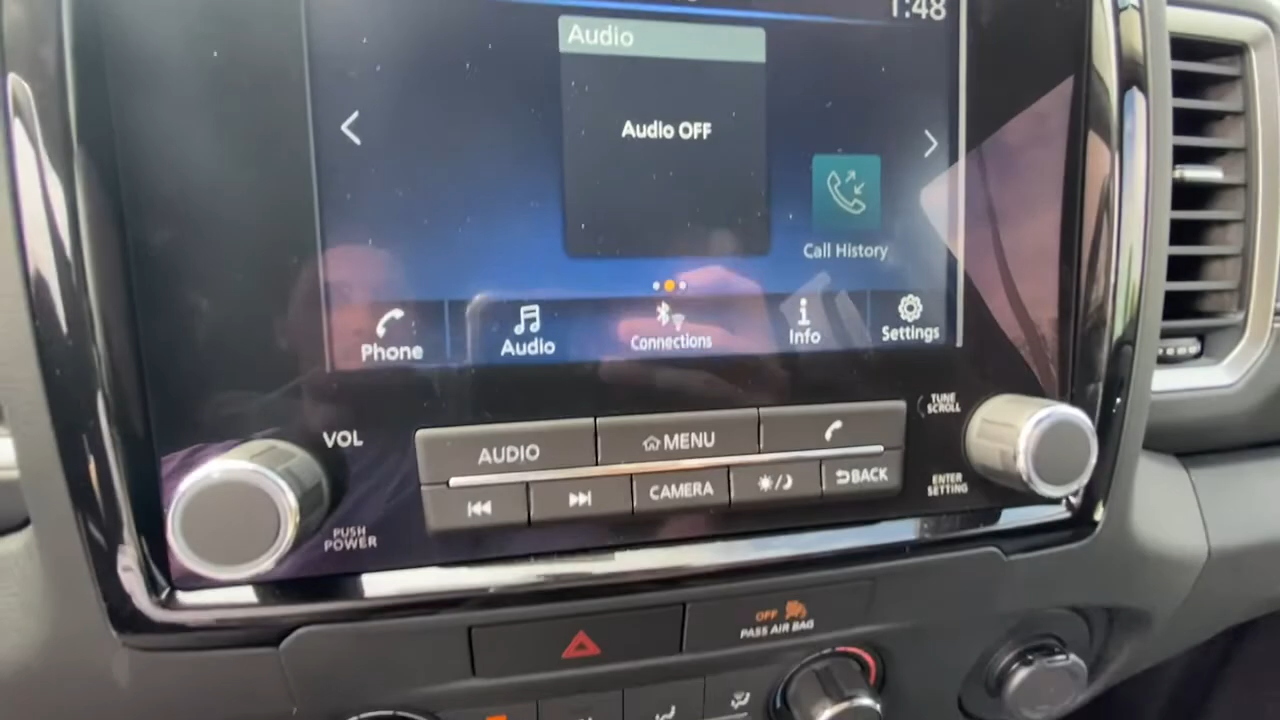 1:48
Audio
Audio OFF
Call History
Phone
Audio
Connections
Info
Settings
VOL
TUNE
SCROLL
AUDIO
MENU
CAMERA
BACK
ENTER
SETTING
PUSH
POWER
OFF
PASS AIR BAG